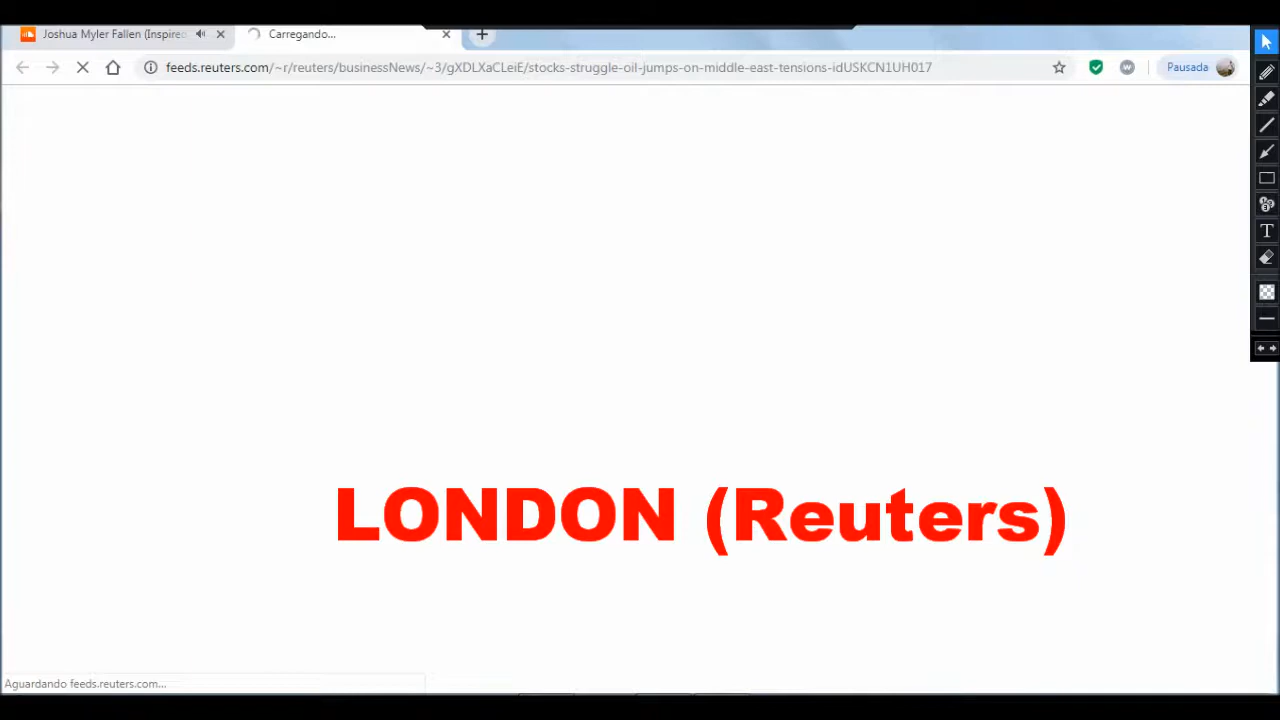 Joshua Myler Fallen (Inspired
Carregando...
feeds.reuters.com/~r/reuters/businessNews/~3/gXDLXaCLeiE/stocks-struggle-oil-jumps-on-middle-east-tensions-idUSKCN1UH017
Pausada
LONDON (Reuters)
Aguardando feeds.reuters.com...